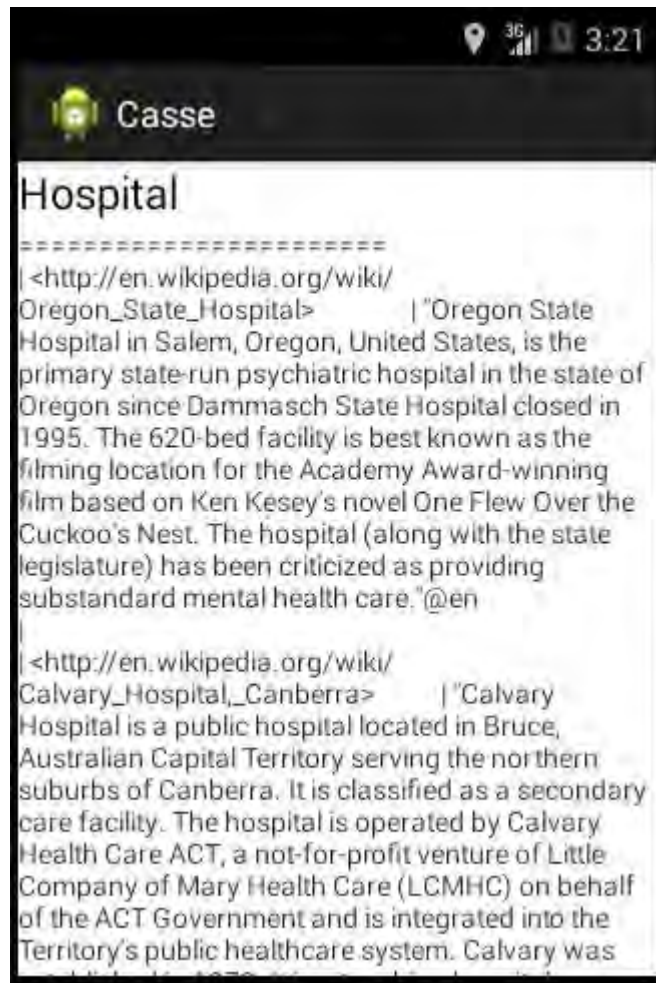 3G 3:21
Casse
Hospital
=======================
| <http://en.wikipedia.org/wiki/
Oregon_State_Hospital> | "Oregon State
Hospital in Salem, Oregon, United States, is the
primary state-run psychiatric hospital in the state of
Oregon since Dammasch State Hospital closed in
1995. The 620-bed facility is best known as the
filming location for the Academy Award-winning
film based on Ken Kesey's novel One Flew Over the
Cuckoo's Nest. The hospital (along with the state
legislature) has been criticized as providing
substandard mental health care."@en
|
| <http://en.wikipedia.org/wiki/
Calvary_Hospital,_Canberra> | "Calvary
Hospital is a public hospital located in Bruce,
Australian Capital Territory serving the northern
suburbs of Canberra. It is classified as a secondary
care facility. The hospital is operated by Calvary
Health Care ACT, a not-for-profit venture of Little
Company of Mary Health Care (LCMHC) on behalf
of the ACT Government and is integrated into the
Territory's public healthcare system. Calvary was